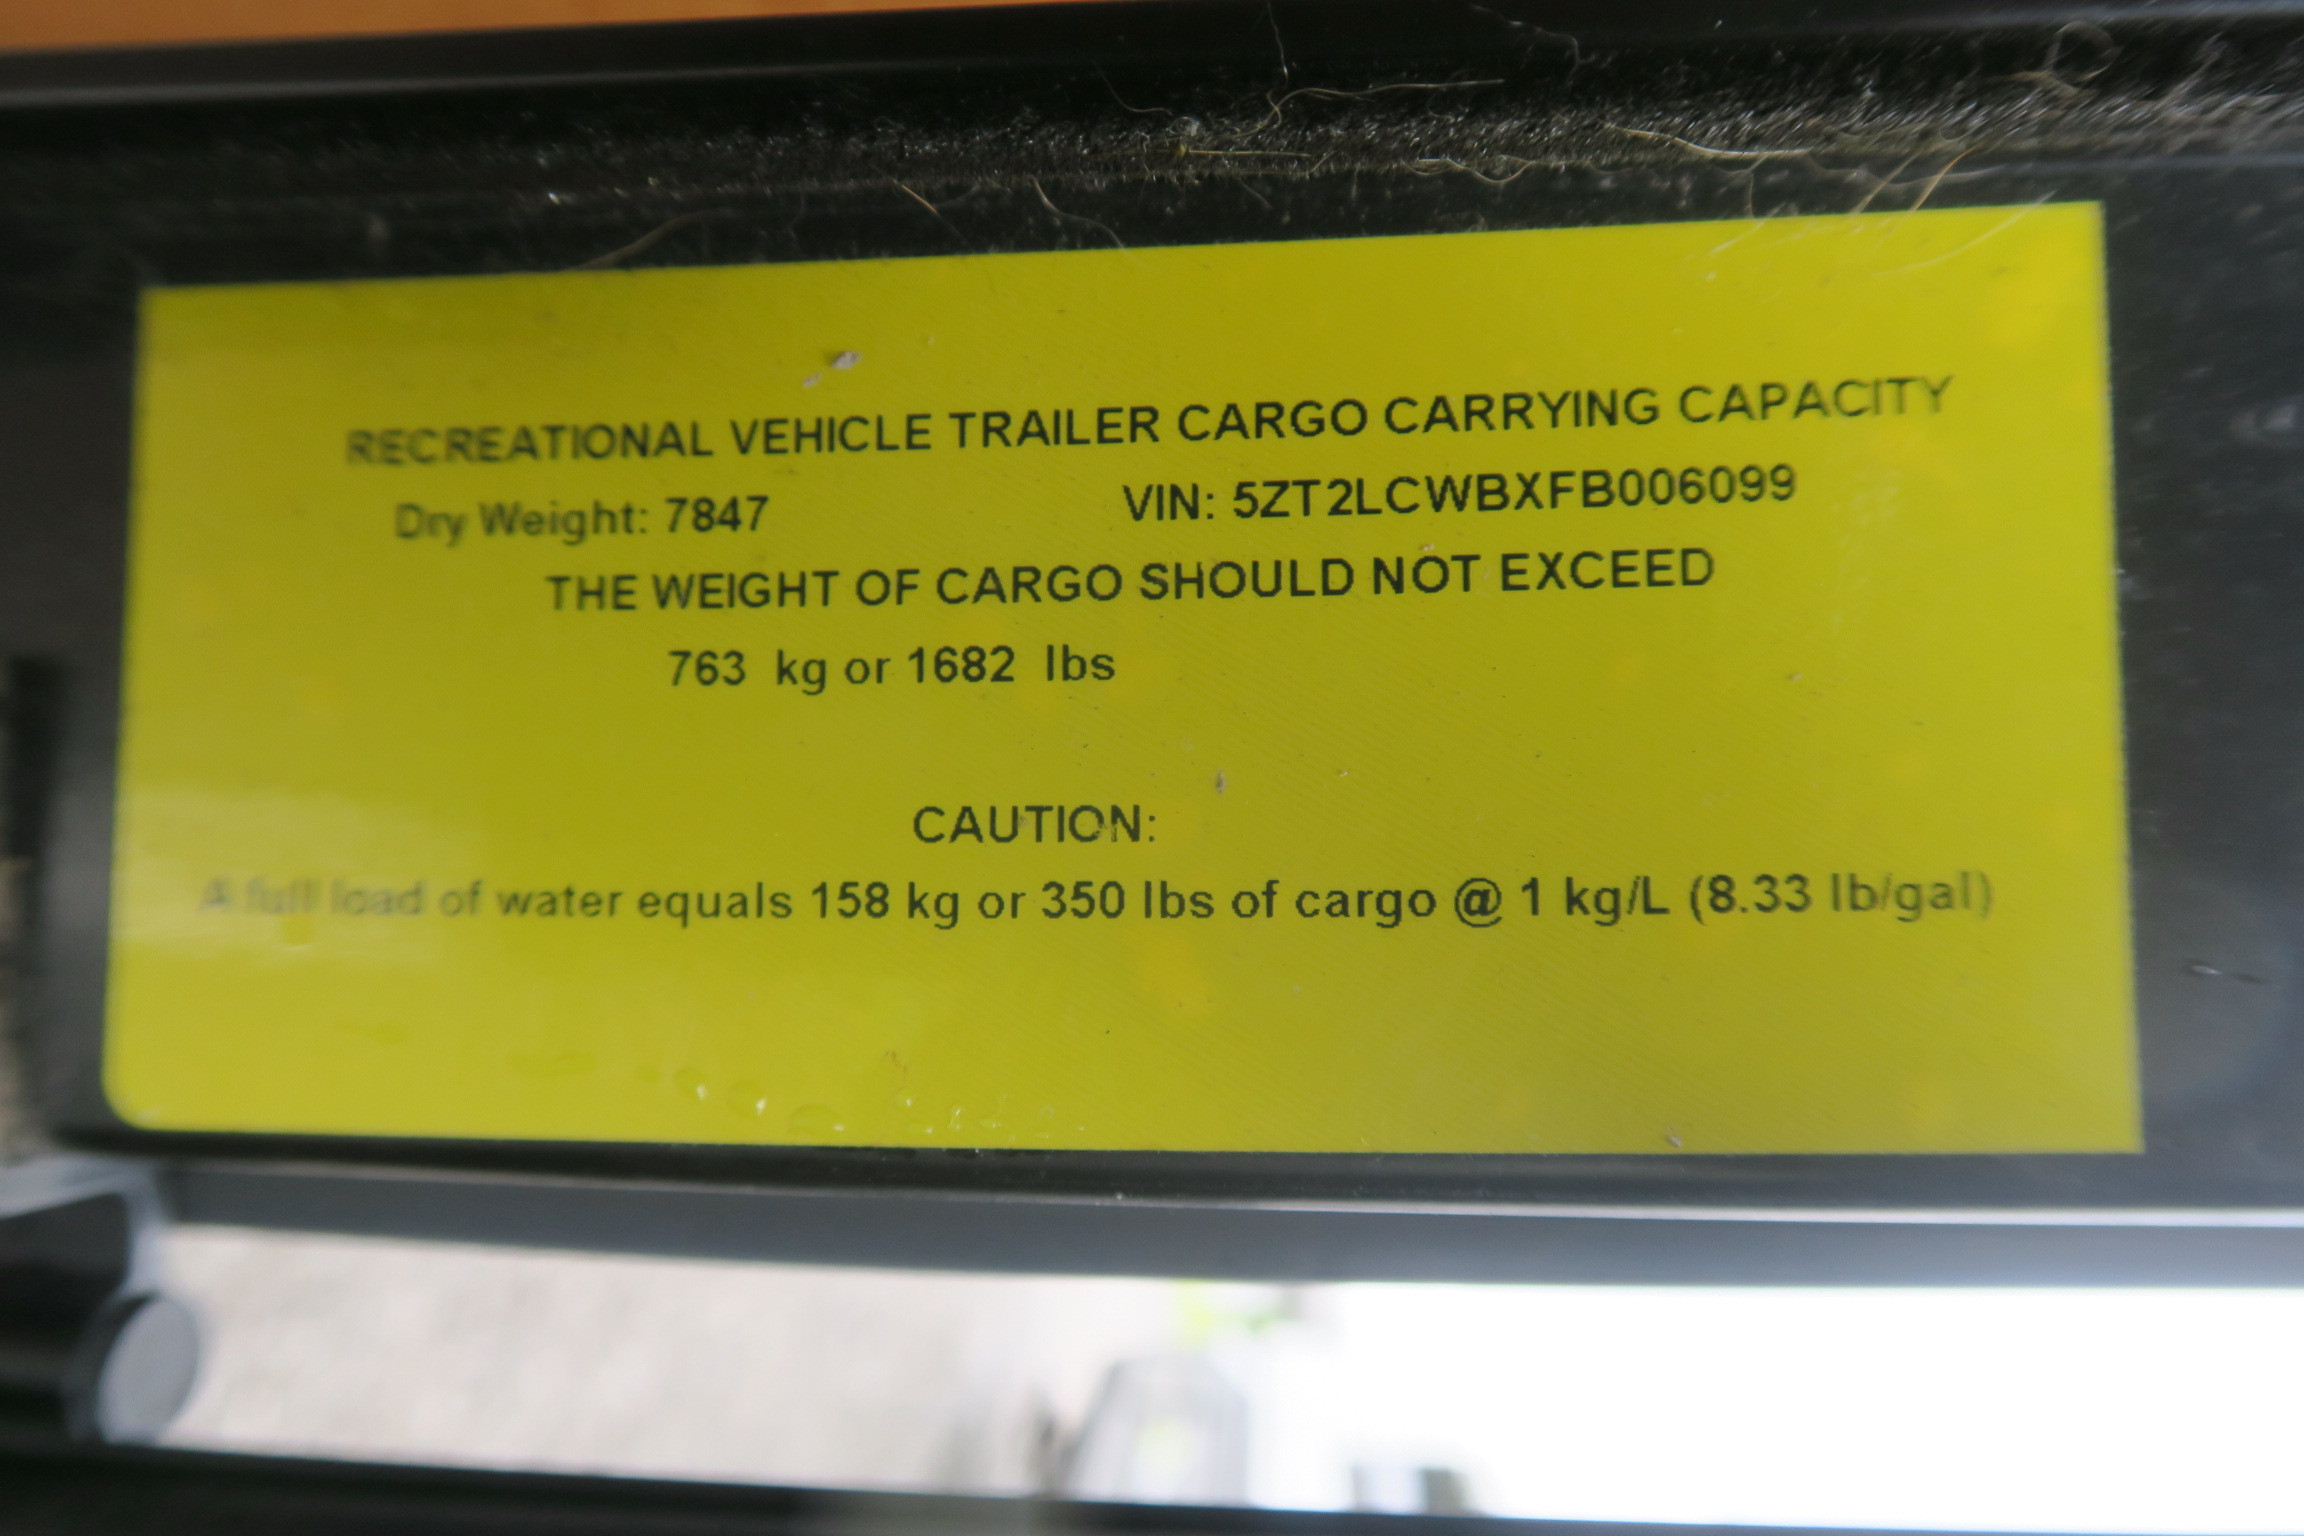 RECREATIONAL VEHICLE TRAILER CARGO CARRYING CAPACITY
Dry Weight: 7847 VIN: 5ZT2LCWBXFB006099
THE WEIGHT OF CARGO SHOULD NOT EXCEED
763 kg or 1682 lbs
CAUTION:
A full load of water equals 158 kg or 350 lbs of cargo @ 1 kg/L (8.33 lb/gal)